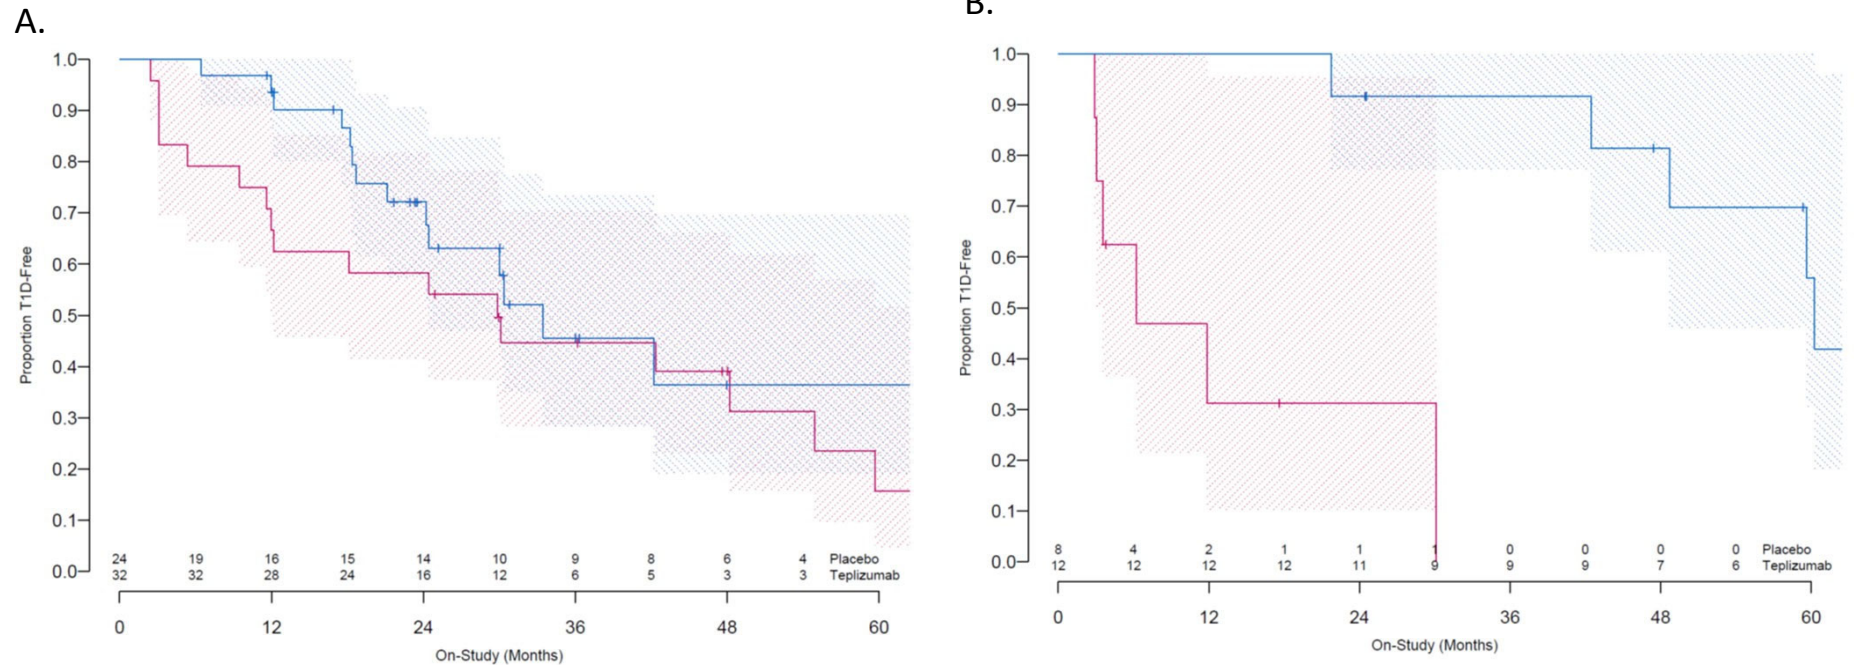 A.
1.0
0.9
0.8
0.7
0.6
0.5
0.4
0.3
0.2
0.1
0.0
Proportion T1D-Free
24 19 16 15 14 10 9 8 6 4 Placebo
32 32 28 24 16 12 6 5 3 3 Teplizumab
0 12 24 36 48 60
On-Study (Months)
B.
1.0
0.9
0.8
0.7
0.6
0.5
0.4
0.3
0.2
0.1
0.0
Proportion T1D-Free
8 4 2 1 1 1 0 0 0 0 Placebo
12 12 12 12 11 9 9 9 7 6 Teplizumab
0 12 24 36 48 60
On-Study (Months)